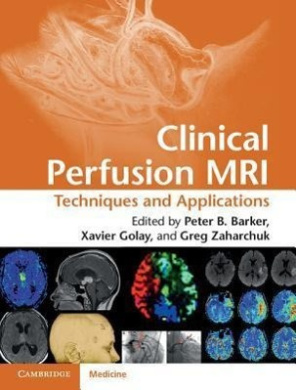 Clinical
Perfusion MRI
Techniques and Applications
Edited by Peter B. Barker,
Xavier Golay, and Greg Zaharchuk
CAMBRIDGE
Medicine